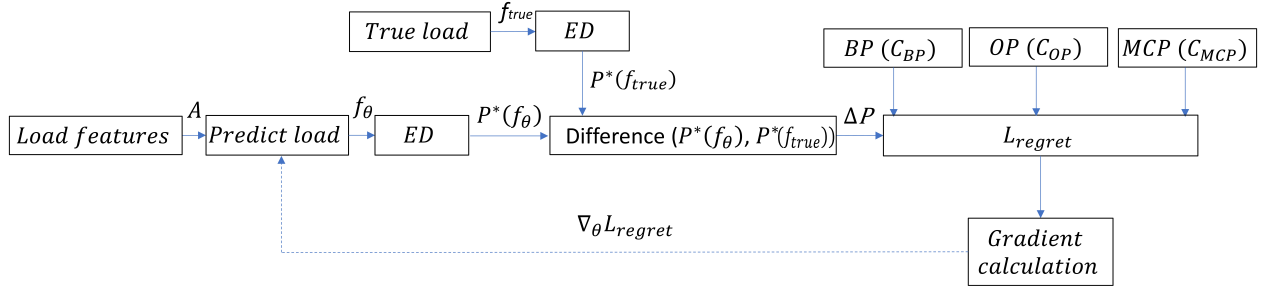 f_true
True load
ED
BP (C_BP)
OP (C_OP)
MCP (C_MCP)
P*(f_true)
A
f_θ
P*(f_θ)
ΔP
Load features
Predict load
ED
Difference (P*(f_θ), P*(f_true))
L_regret
∇_θ L_regret
Gradient
calculation